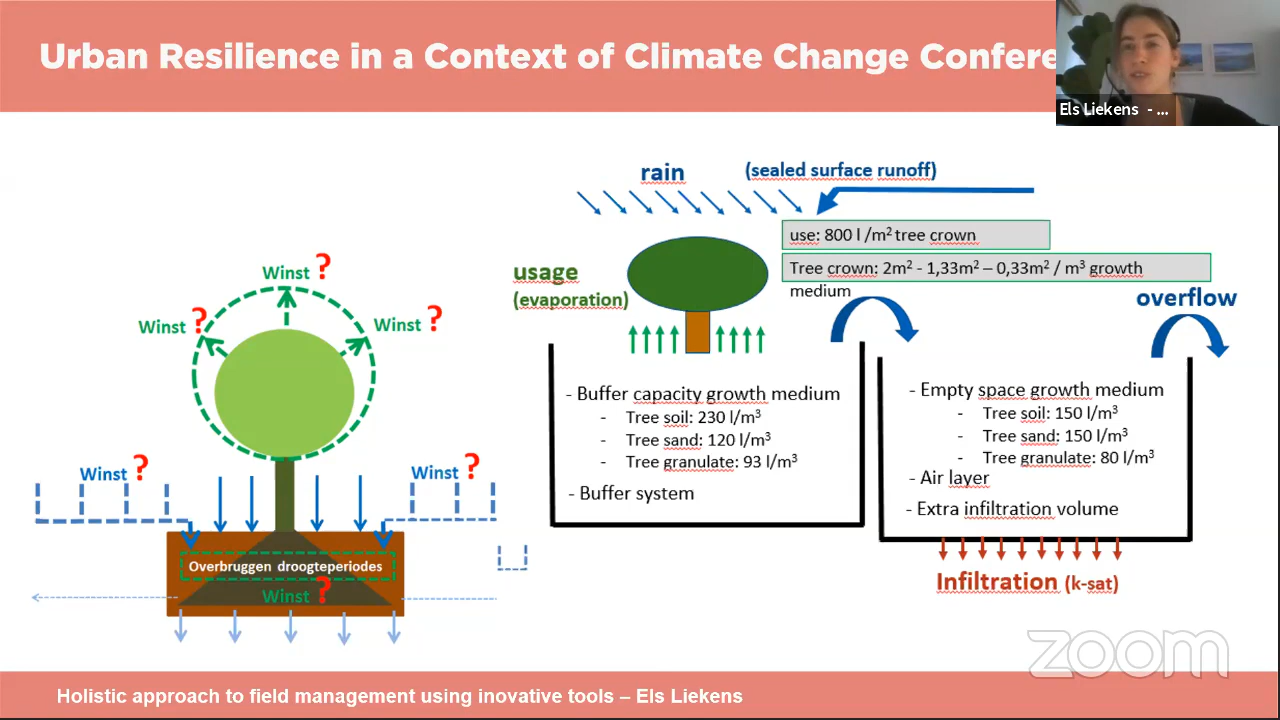 Urban Resilience in a Context of Climate Change Confere
Els Liekens - ...
rain
(sealed surface runoff)
use: 800 l /m² tree crown
Tree crown: 2m² - 1,33m² – 0,33m² / m³ growth
medium
usage
(evaporation)
overflow
Winst ?
Winst ?
Winst ?
Winst ?
Winst ?
Overbruggen droogteperiodes
Winst ?
- Buffer capacity growth medium
- Tree soil: 230 l/m³
- Tree sand: 120 l/m³
- Tree granulate: 93 l/m³
- Buffer system
- Empty space growth medium
- Tree soil: 150 l/m³
- Tree sand: 150 l/m³
- Tree granulate: 80 l/m³
- Air layer
- Extra infiltration volume
Infiltration (k-sat)
zoom
Holistic approach to field management using inovative tools – Els Liekens